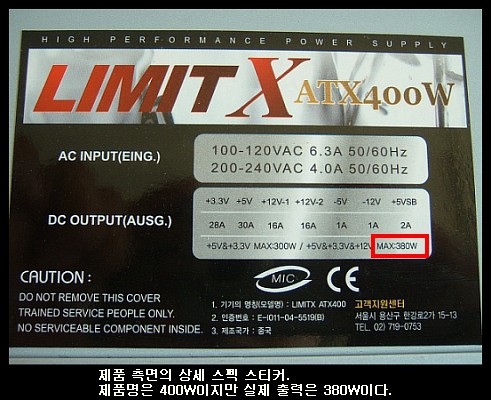 HIGH PERFORMANCE POWER SUPPLY
LIMIT X ATX400W
AC INPUT(EING.)
100-120VAC 6.3A 50/60Hz
200-240VAC 4.0A 50/60Hz
DC OUTPUT(AUSG.)
+3.3V +5V +12V-1 +12V-2 -5V -12V +5VSB
28A 30A 16A 16A 1A 1A 2A
+5V&+3.3V MAX:300W / +5V&+3.3V&+12V MAX:380W
MIC CE
CAUTION :
DO NOT REMOVE THIS COVER
TRAINED SERVICE PEOPLE ONLY.
NO SERVICEABLE COMPONENT INSIDE.
1. 기기의 명칭(모델명) : LIMITX ATX400
2. 인증번호 : E-I011-04-5519(B)
3. 제조국가 : 중국
고객지원센터
서울시 용산구 한강로2가 15-13
TEL. 02) 719-0753
제품 측면의 상세 스펙 스티커.
제품명은 400W이지만 실제 출력은 380W이다.